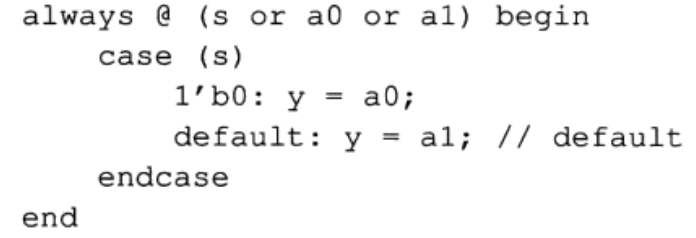 always @ (s or a0 or a1) begin
case (s)
1'b0: y = a0;
default: y = a1; // default
endcase
end